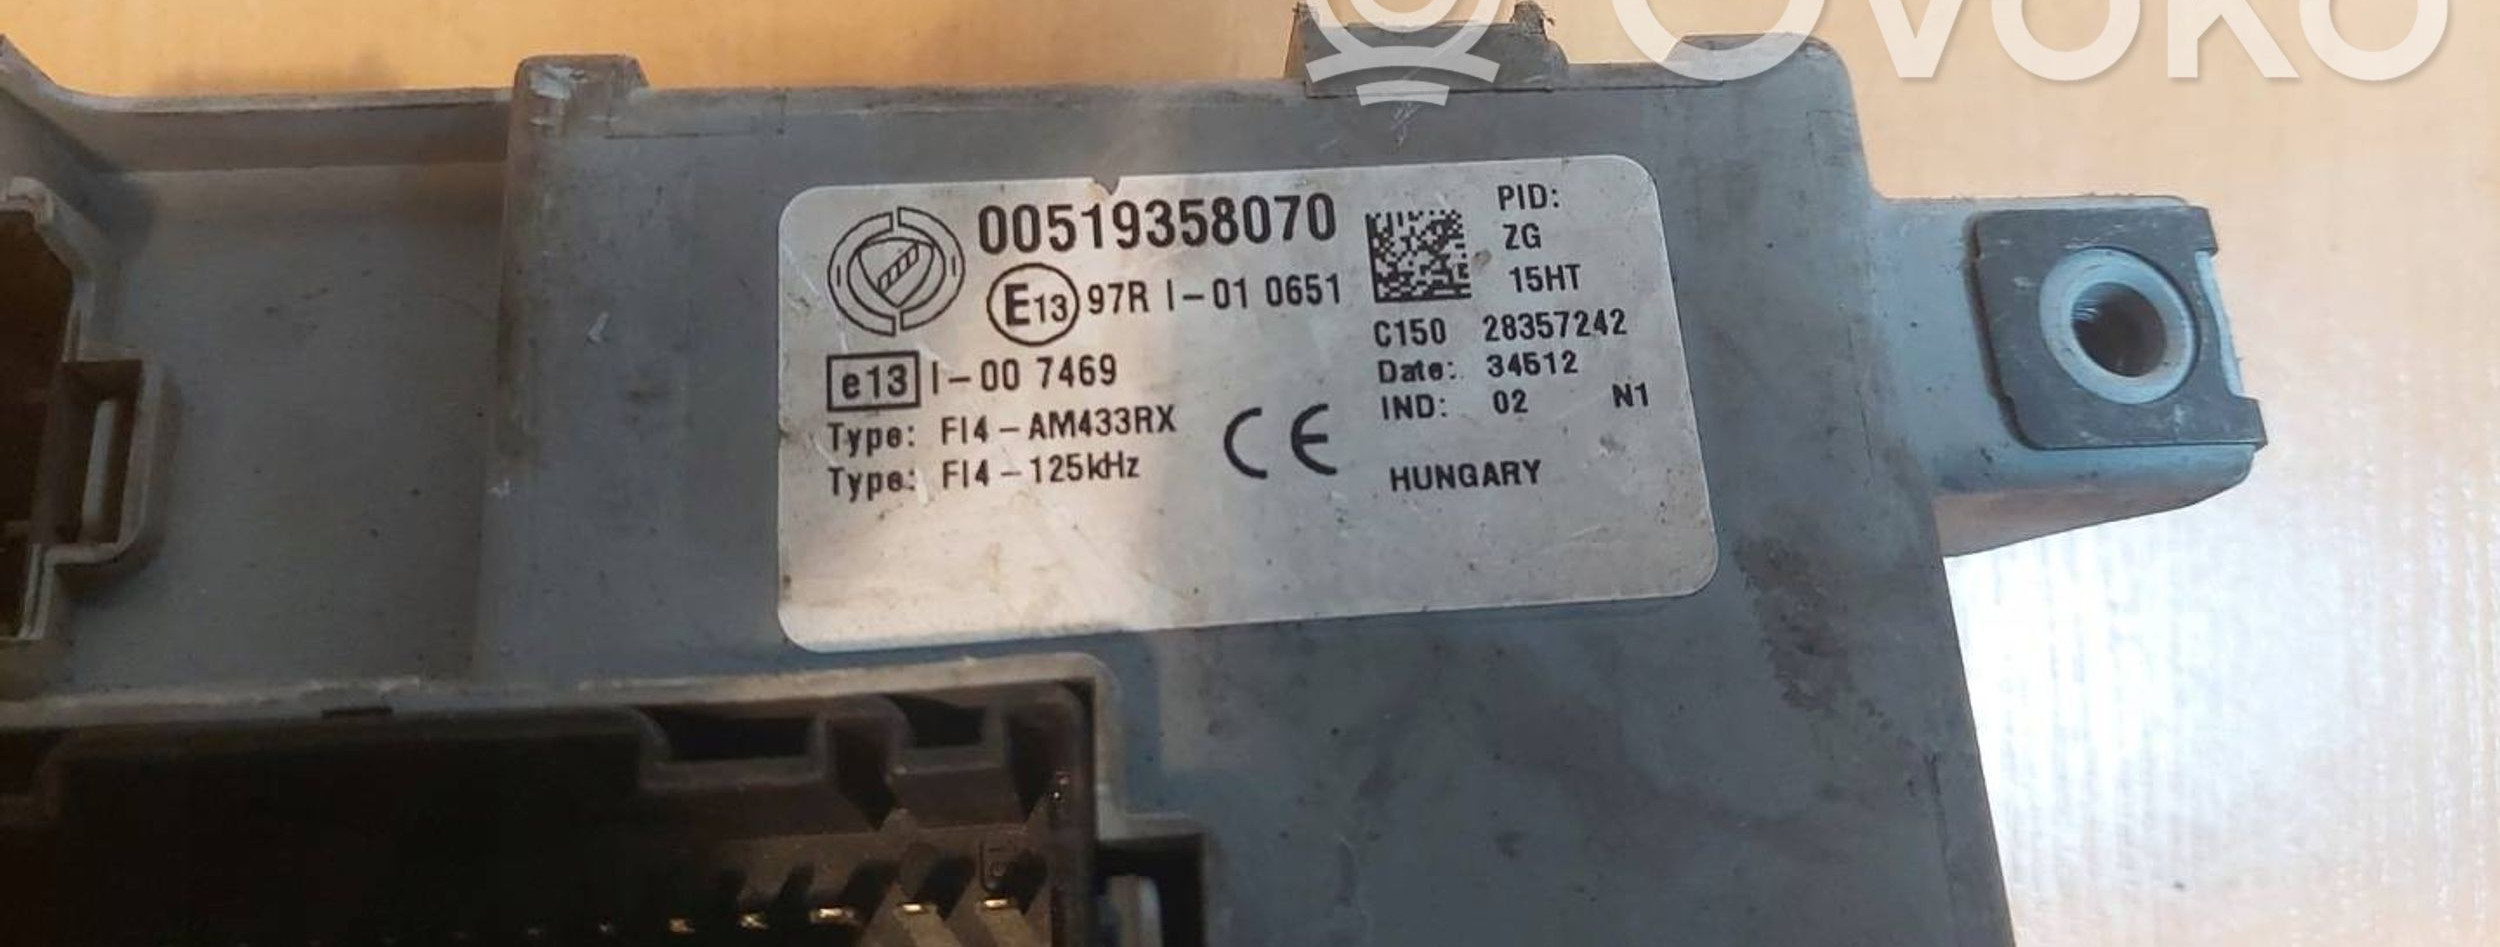 OVOKO
00519358070
E13 97R I-01 0651
e13 I-00 7469
Type: FI4-AM433RX
Type: FI4-125kHz
CE
PID:
ZG
15HT
C150 28357242
Date: 34512
IND: 02 N1
HUNGARY